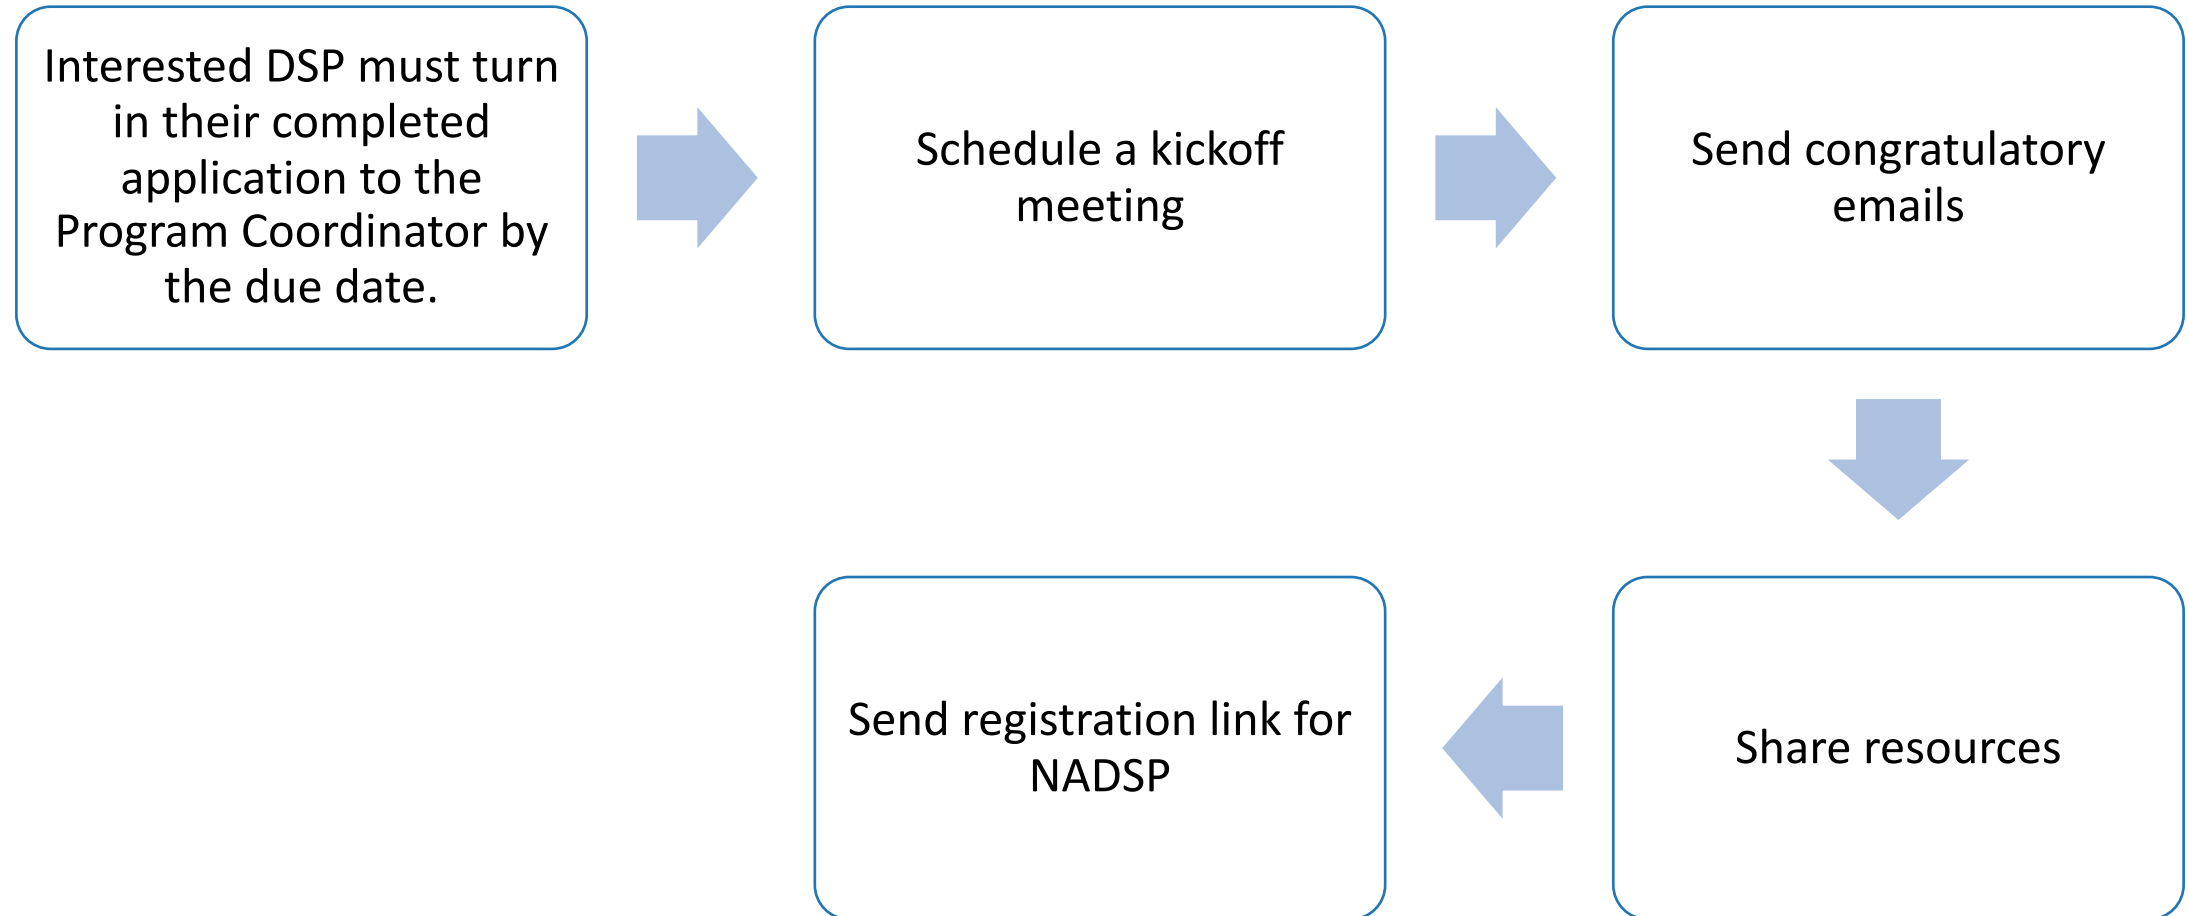 Interested DSP must turn
in their completed
application to the
Program Coordinator by
the due date.
Schedule a kickoff
meeting
Send congratulatory
emails
Share resources
Send registration link for
NADSP